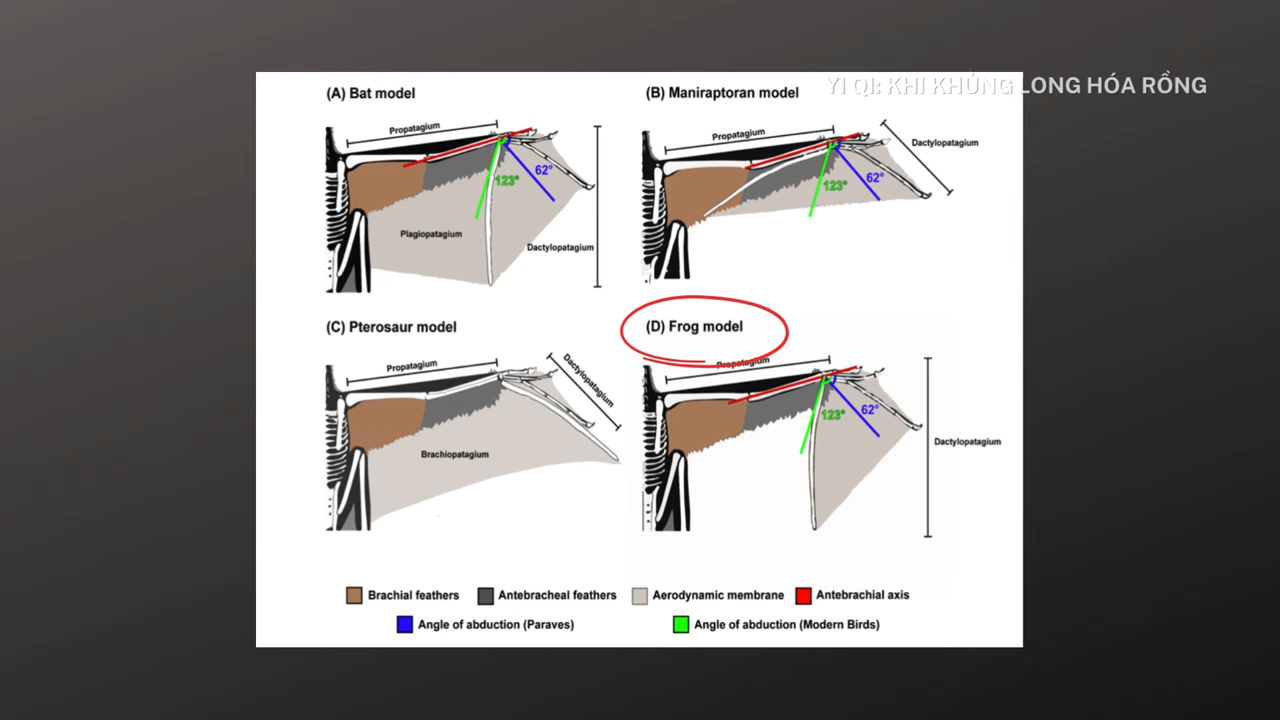 YI QI: KHI KHỦNG LONG HÓA RỒNG
(A) Bat model
Propatagium
123°
62°
Plagiopatagium
Dactylopatagium
(B) Maniraptoran model
Propatagium
Dactylopatagium
123°
62°
(C) Pterosaur model
Propatagium
Dactylopatagium
Brachiopatagium
(D) Frog model
Propatagium
123°
62°
Dactylopatagium
Brachial feathers
Antebracheal feathers
Aerodynamic membrane
Antebrachial axis
Angle of abduction (Paraves)
Angle of abduction (Modern Birds)